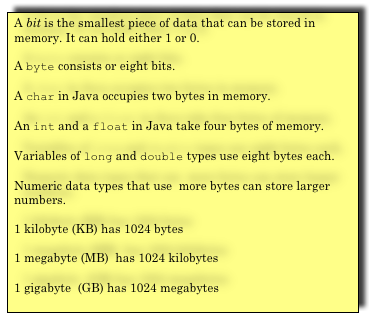 A bit is the smallest piece of data that can be stored in
memory. It can hold either 1 or 0.
A byte consists or eight bits.
A char in Java occupies two bytes in memory.
An int and a float in Java take four bytes of memory.
Variables of long and double types use eight bytes each.
Numeric data types that use  more bytes can store larger
numbers.
1 kilobyte (KB) has 1024 bytes
1 megabyte (MB)  has 1024 kilobytes
1 gigabyte  (GB) has 1024 megabytes